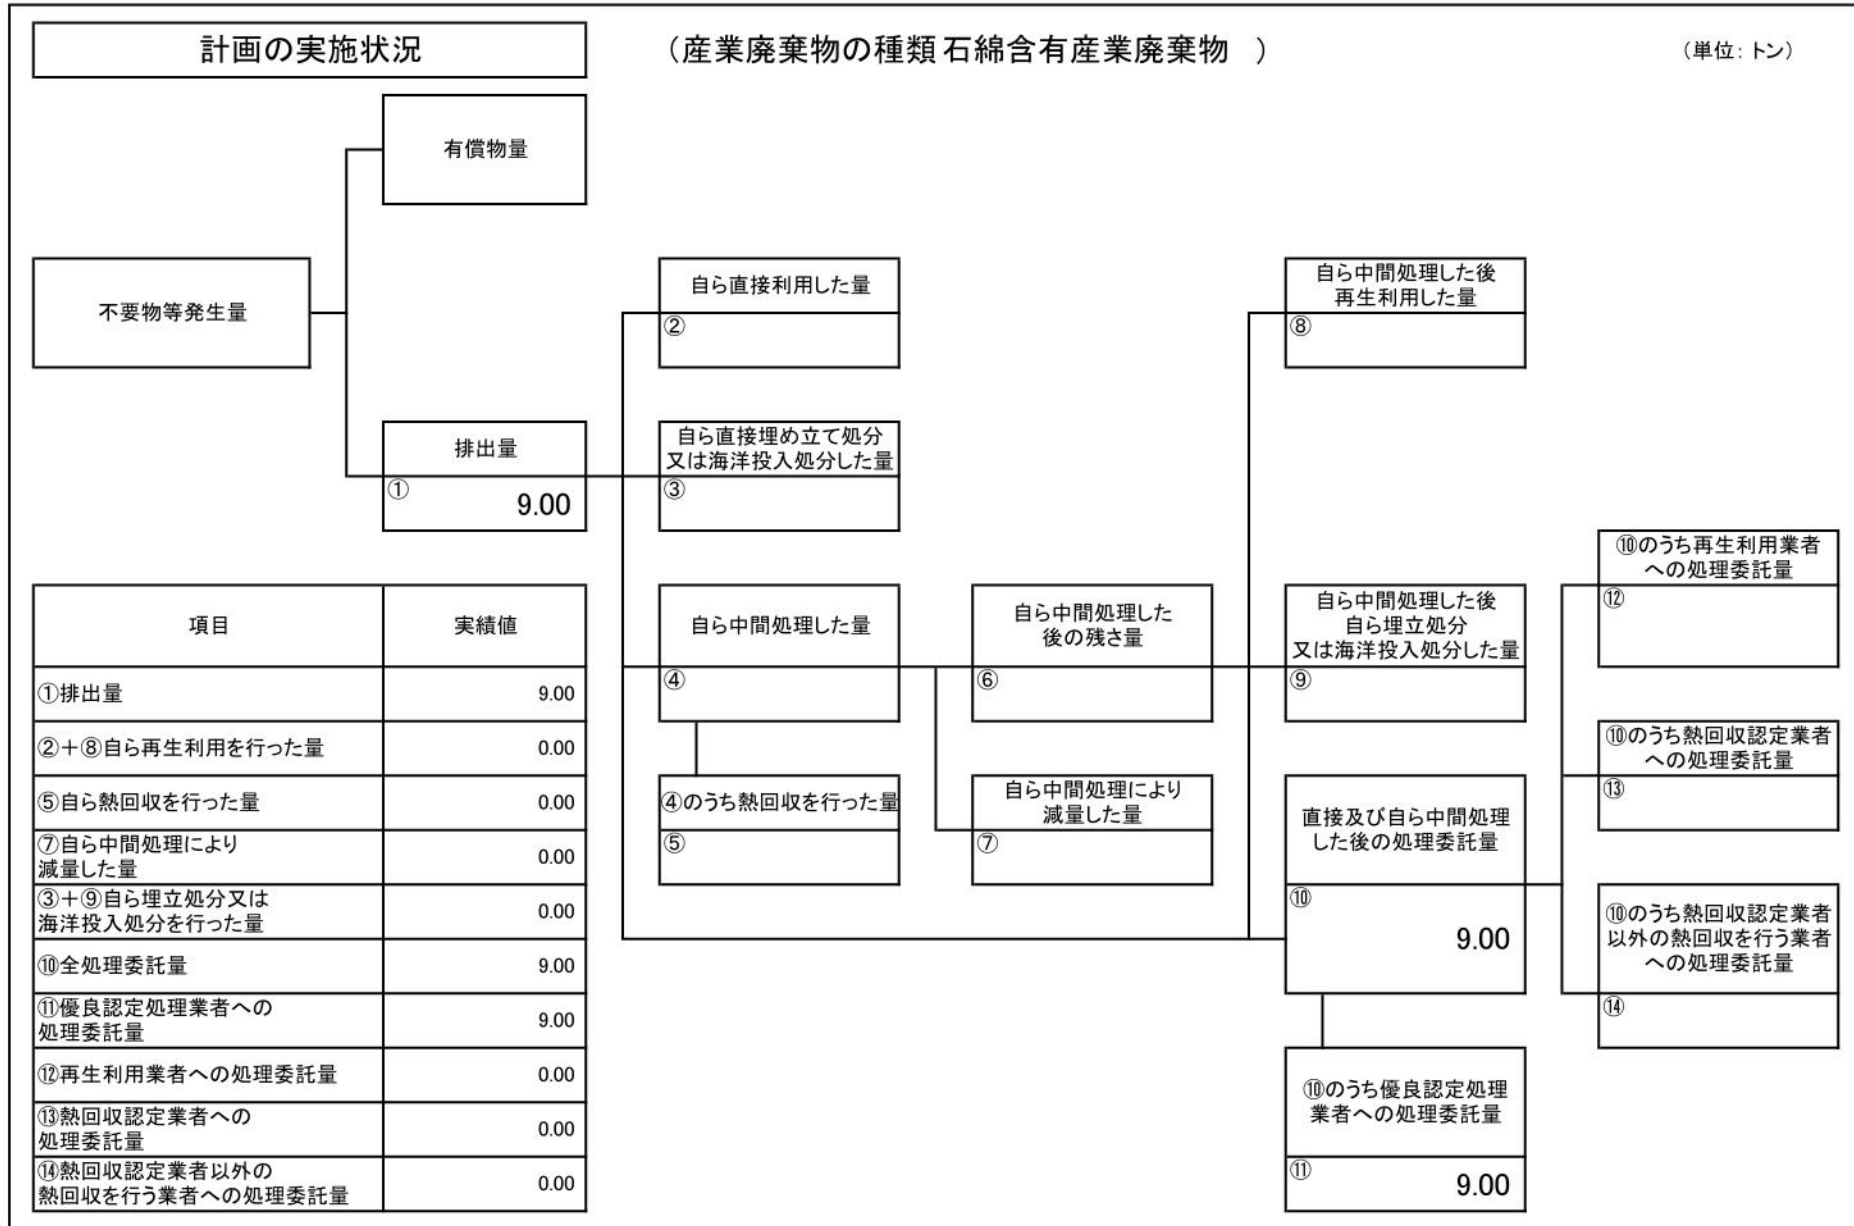 計画の実施状況
（産業廃棄物の種類 石綿含有産業廃棄物　）
（単位：トン）
有償物量
不要物等発生量
自ら直接利用した量
②
自ら中間処理した後
再生利用した量
⑧
排出量
①
9.00
自ら直接埋め立て処分
又は海洋投入処分した量
③
⑩のうち再生利用業者
への処理委託量
⑫
自ら中間処理した量
④
自ら中間処理した
後の残さ量
⑥
自ら中間処理した後
自ら埋立処分
又は海洋投入処分した量
⑨
⑩のうち熱回収認定業者
への処理委託量
⑬
④のうち熱回収を行った量
⑤
自ら中間処理により
減量した量
⑦
直接及び自ら中間処理
した後の処理委託量
⑩
9.00
⑩のうち熱回収認定業者
以外の熱回収を行う業者
への処理委託量
⑭
⑩のうち優良認定処理
業者への処理委託量
⑪
9.00
項目 実績値
①排出量 9.00
②＋⑧自ら再生利用を行った量 0.00
⑤自ら熱回収を行った量 0.00
⑦自ら中間処理により
減量した量 0.00
③＋⑨自ら埋立処分又は
海洋投入処分を行った量 0.00
⑩全処理委託量 9.00
⑪優良認定処理業者への
処理委託量 9.00
⑫再生利用業者への処理委託量 0.00
⑬熱回収認定業者への
処理委託量 0.00
⑭熱回収認定業者以外の
熱回収を行う業者への処理委託量 0.00